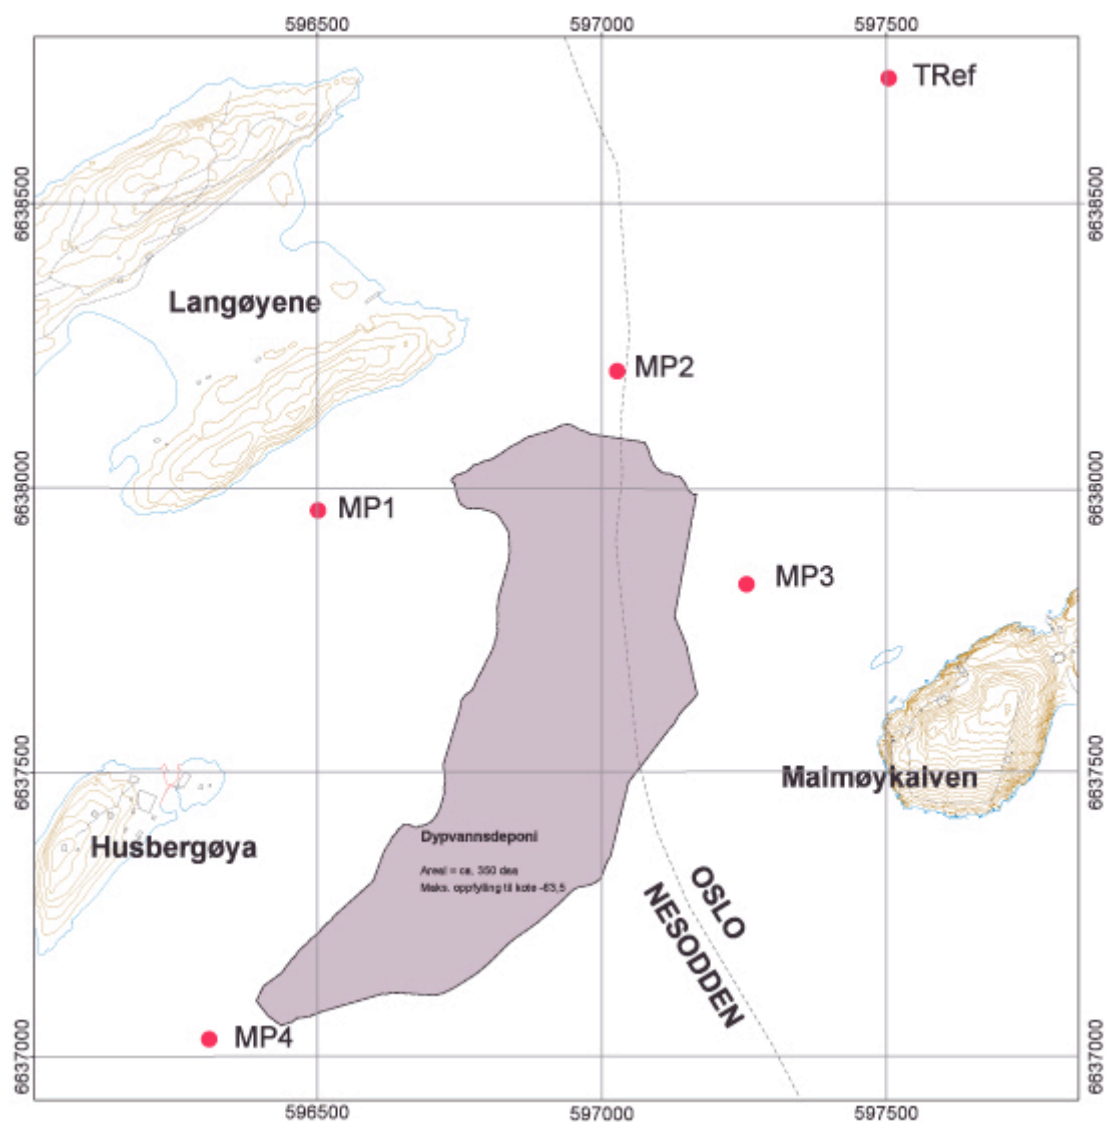 596500
597000
597500
TRef
6638500
6638500
Langøyene
MP2
6638000
6638000
MP1
MP3
6637500
6637500
Malmøykalven
Husbergøya
Dypvannsdeponi
Areal = ca. 350 daa
Maks. oppfylling til kote -63,5
OSLO
NESODDEN
MP4
6637000
6637000
596500
597000
597500